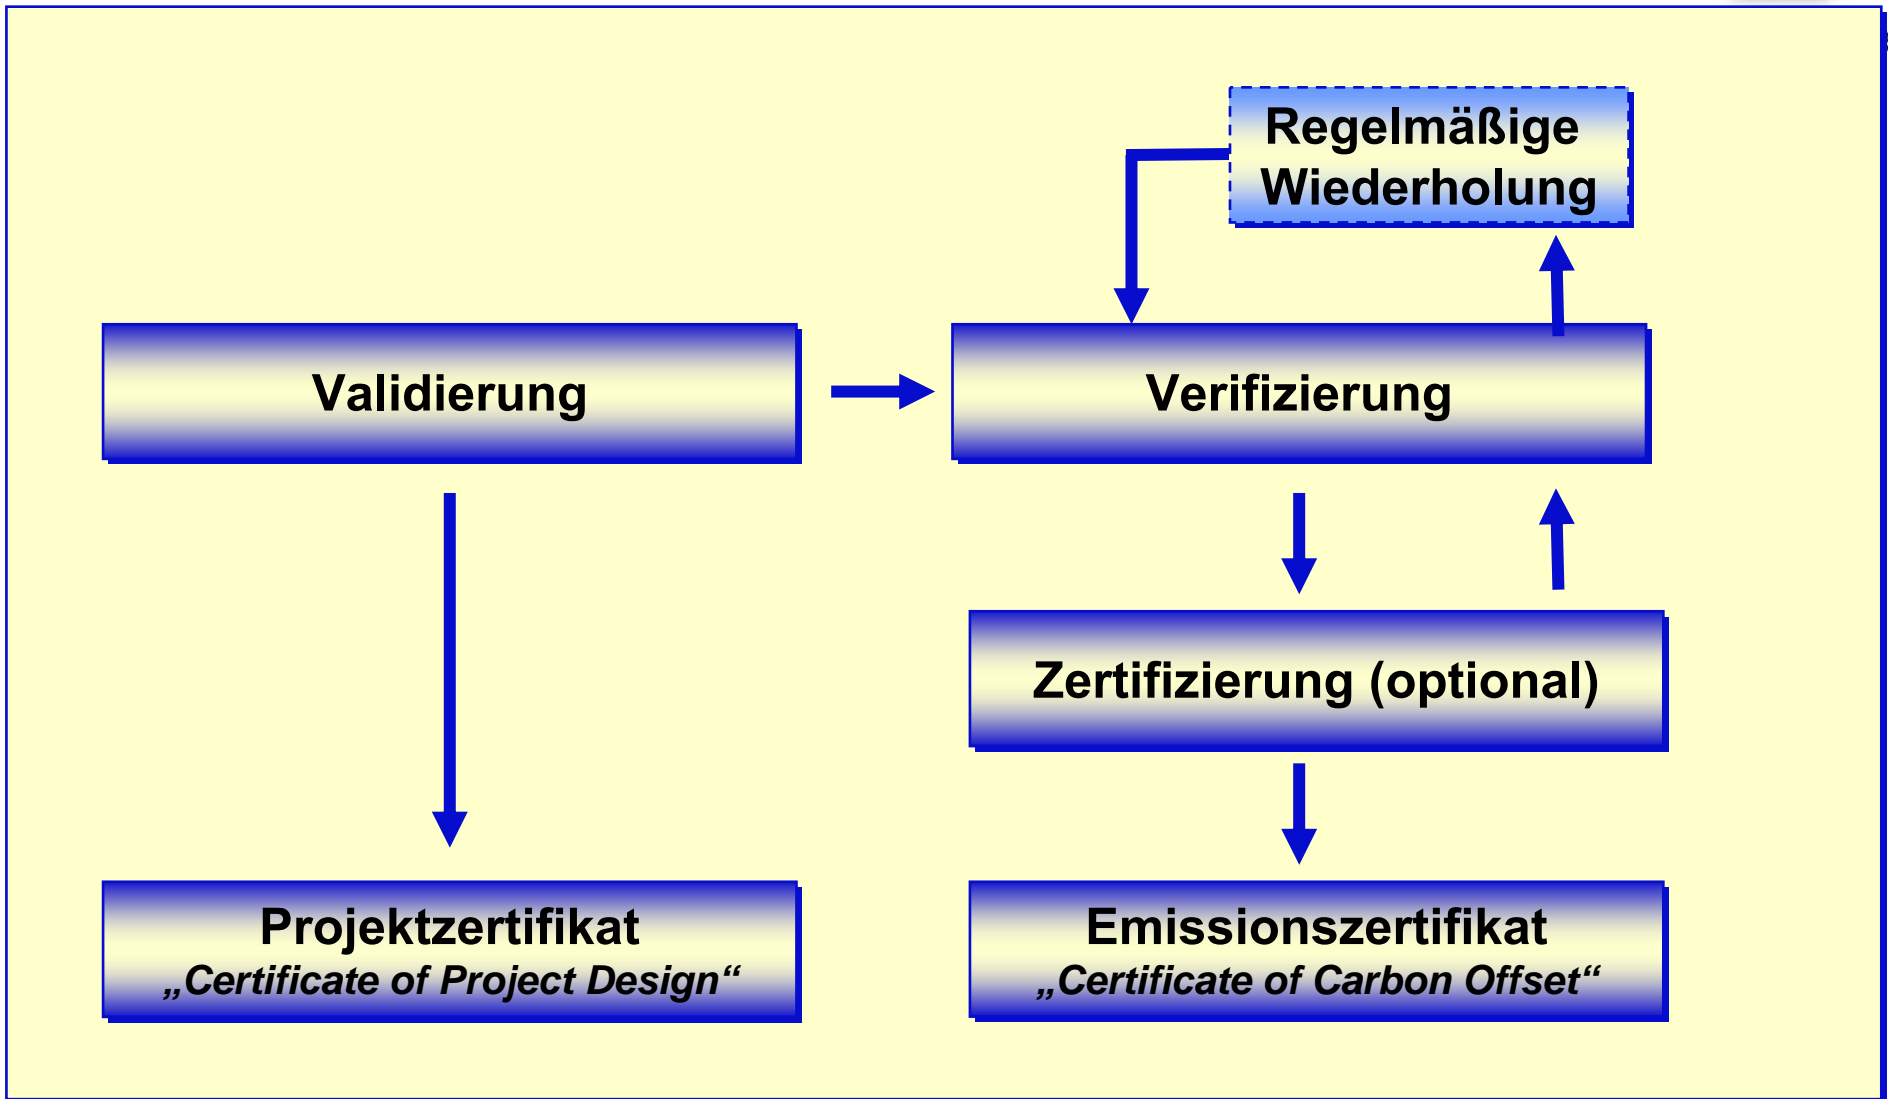 Regelmäßige
Wiederholung
Validierung
Verifizierung
Zertifizierung (optional)
Projektzertifikat
„Certificate of Project Design“
Emissionszertifikat
„Certificate of Carbon Offset“